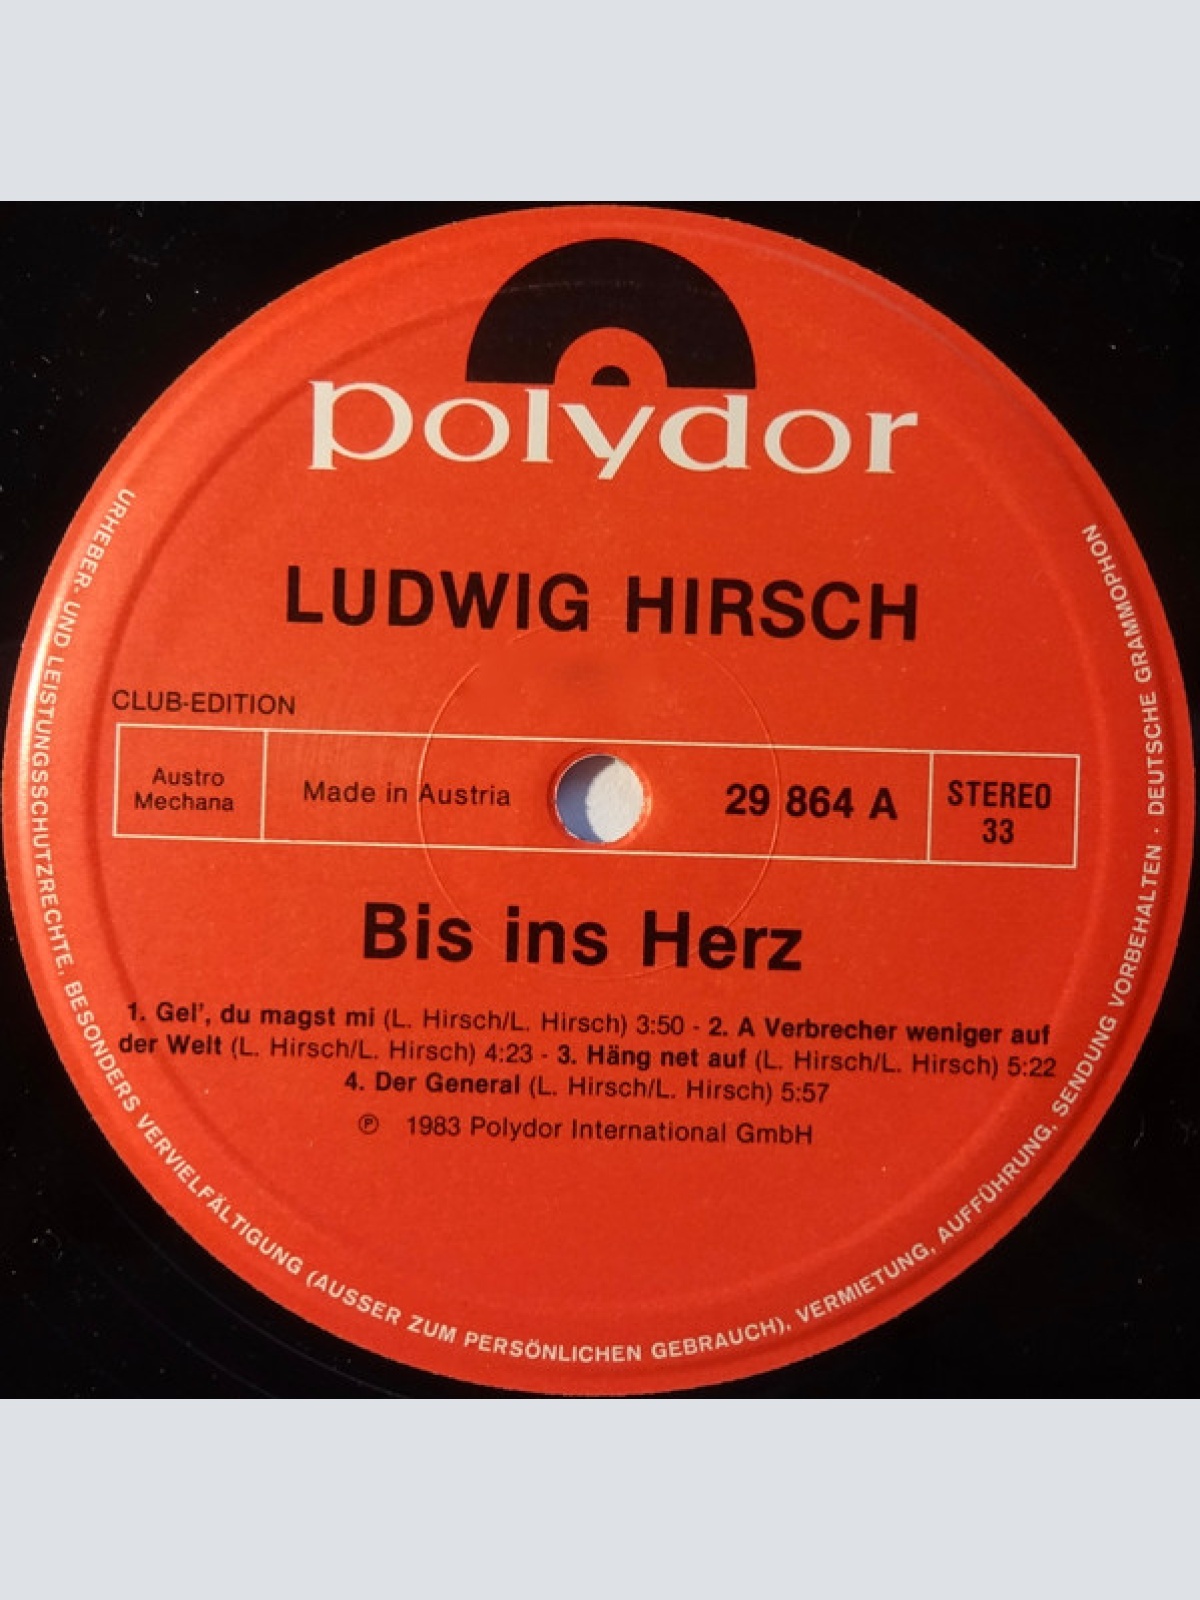 polydor
LUDWIG HIRSCH
CLUB-EDITION
Austro
Mechana
Made in Austria
29 864 A
STEREO
33
Bis ins Herz
1. Gel', du magst mi (L. Hirsch/L. Hirsch) 3:50 - 2. A Verbrecher weniger auf
der Welt (L. Hirsch/L. Hirsch) 4:23 - 3. Häng net auf (L. Hirsch/L. Hirsch) 5:22
4. Der General (L. Hirsch/L. Hirsch) 5:57
℗ 1983 Polydor International GmbH
URHEBER- UND LEISTUNGSSCHUTZRECHTE, BESONDERS VERVIELFÄLTIGUNG (AUSSER ZUM PERSÖNLICHEN GEBRAUCH), VERMIETUNG, AUFFÜHRUNG, SENDUNG VORBEHALTEN · DEUTSCHE GRAMMOPHON